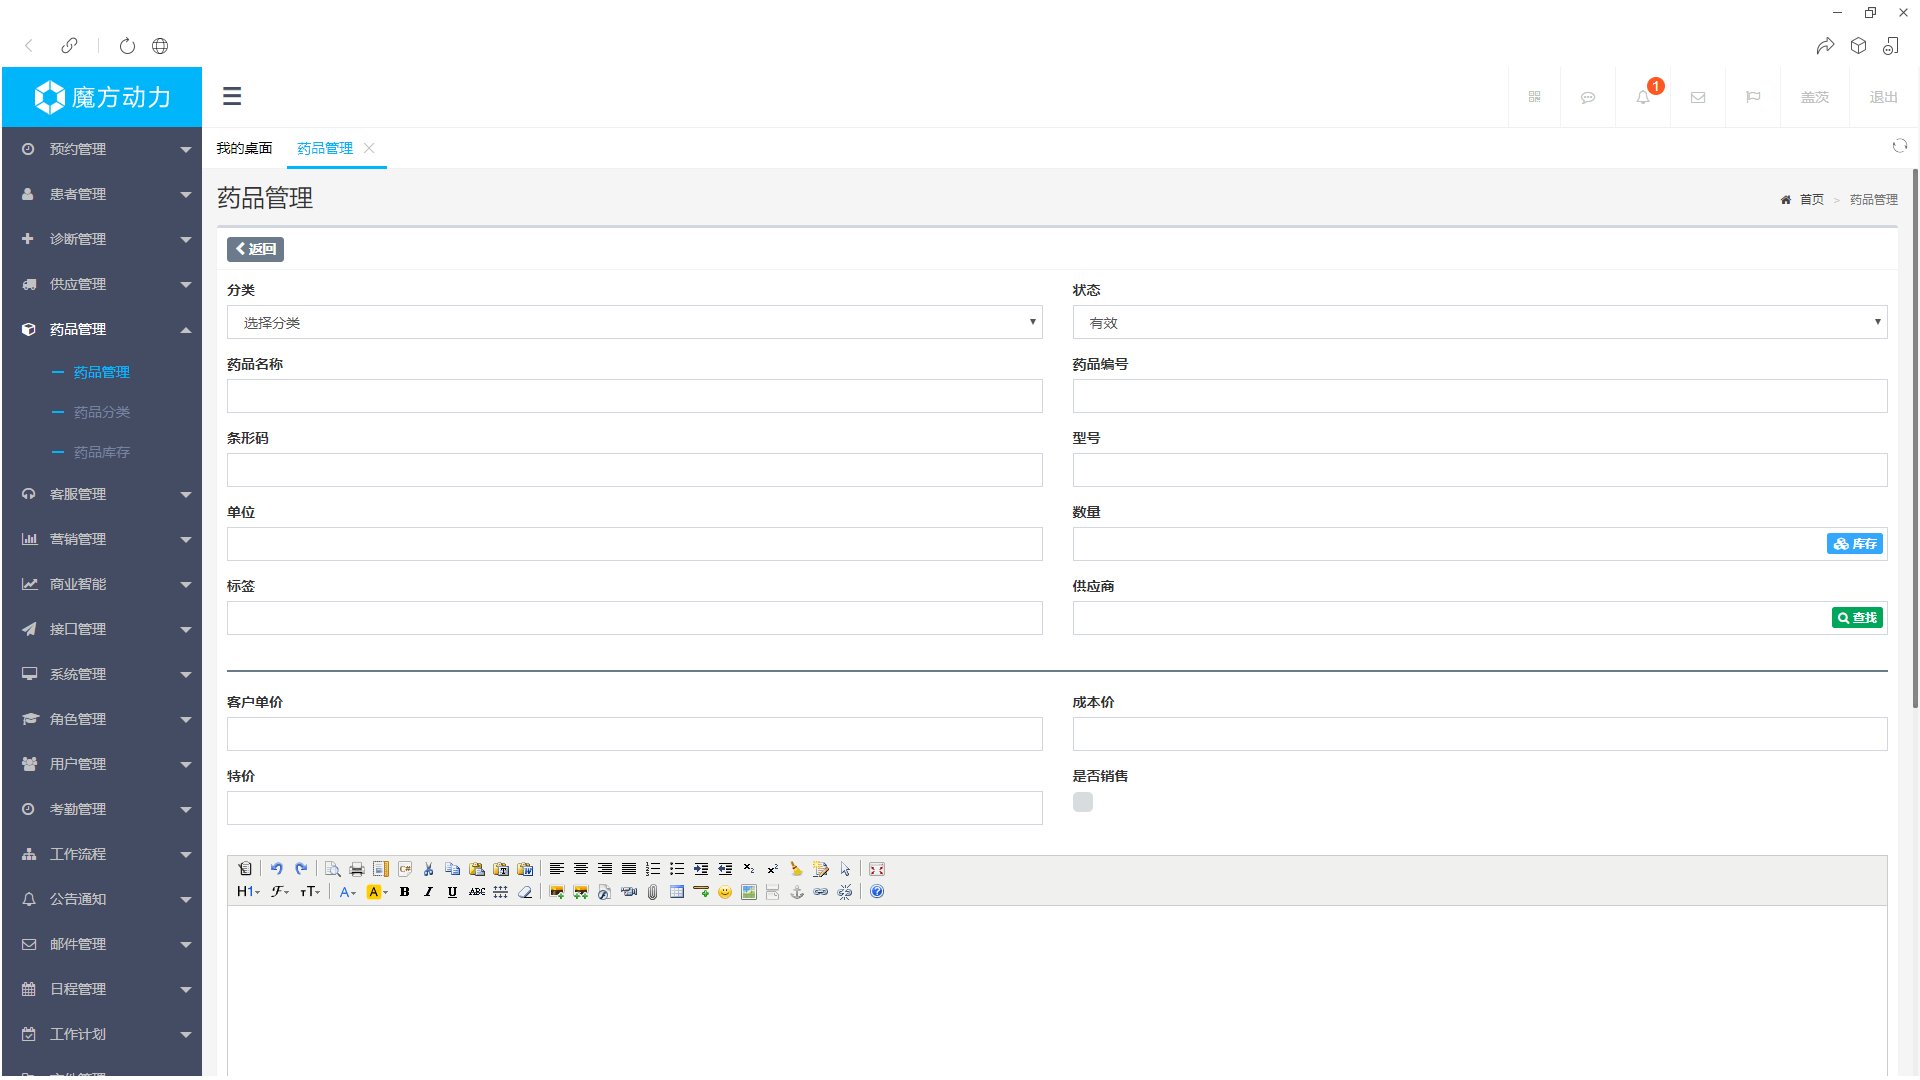 魔方动力
1
盖茨
退出
我的桌面
药品管理
药品管理
首页 > 药品管理
返回
预约管理
患者管理
诊断管理
供应管理
药品管理
药品管理
药品分类
药品库存
客服管理
营销管理
商业智能
接口管理
系统管理
角色管理
用户管理
考勤管理
工作流程
公告通知
邮件管理
日程管理
工作计划
分类
选择分类
状态
有效
药品名称
药品编号
条形码
型号
单位
数量
库存
标签
供应商
查找
客户单价
成本价
特价
是否销售
H1 F TT A A B I U ABC